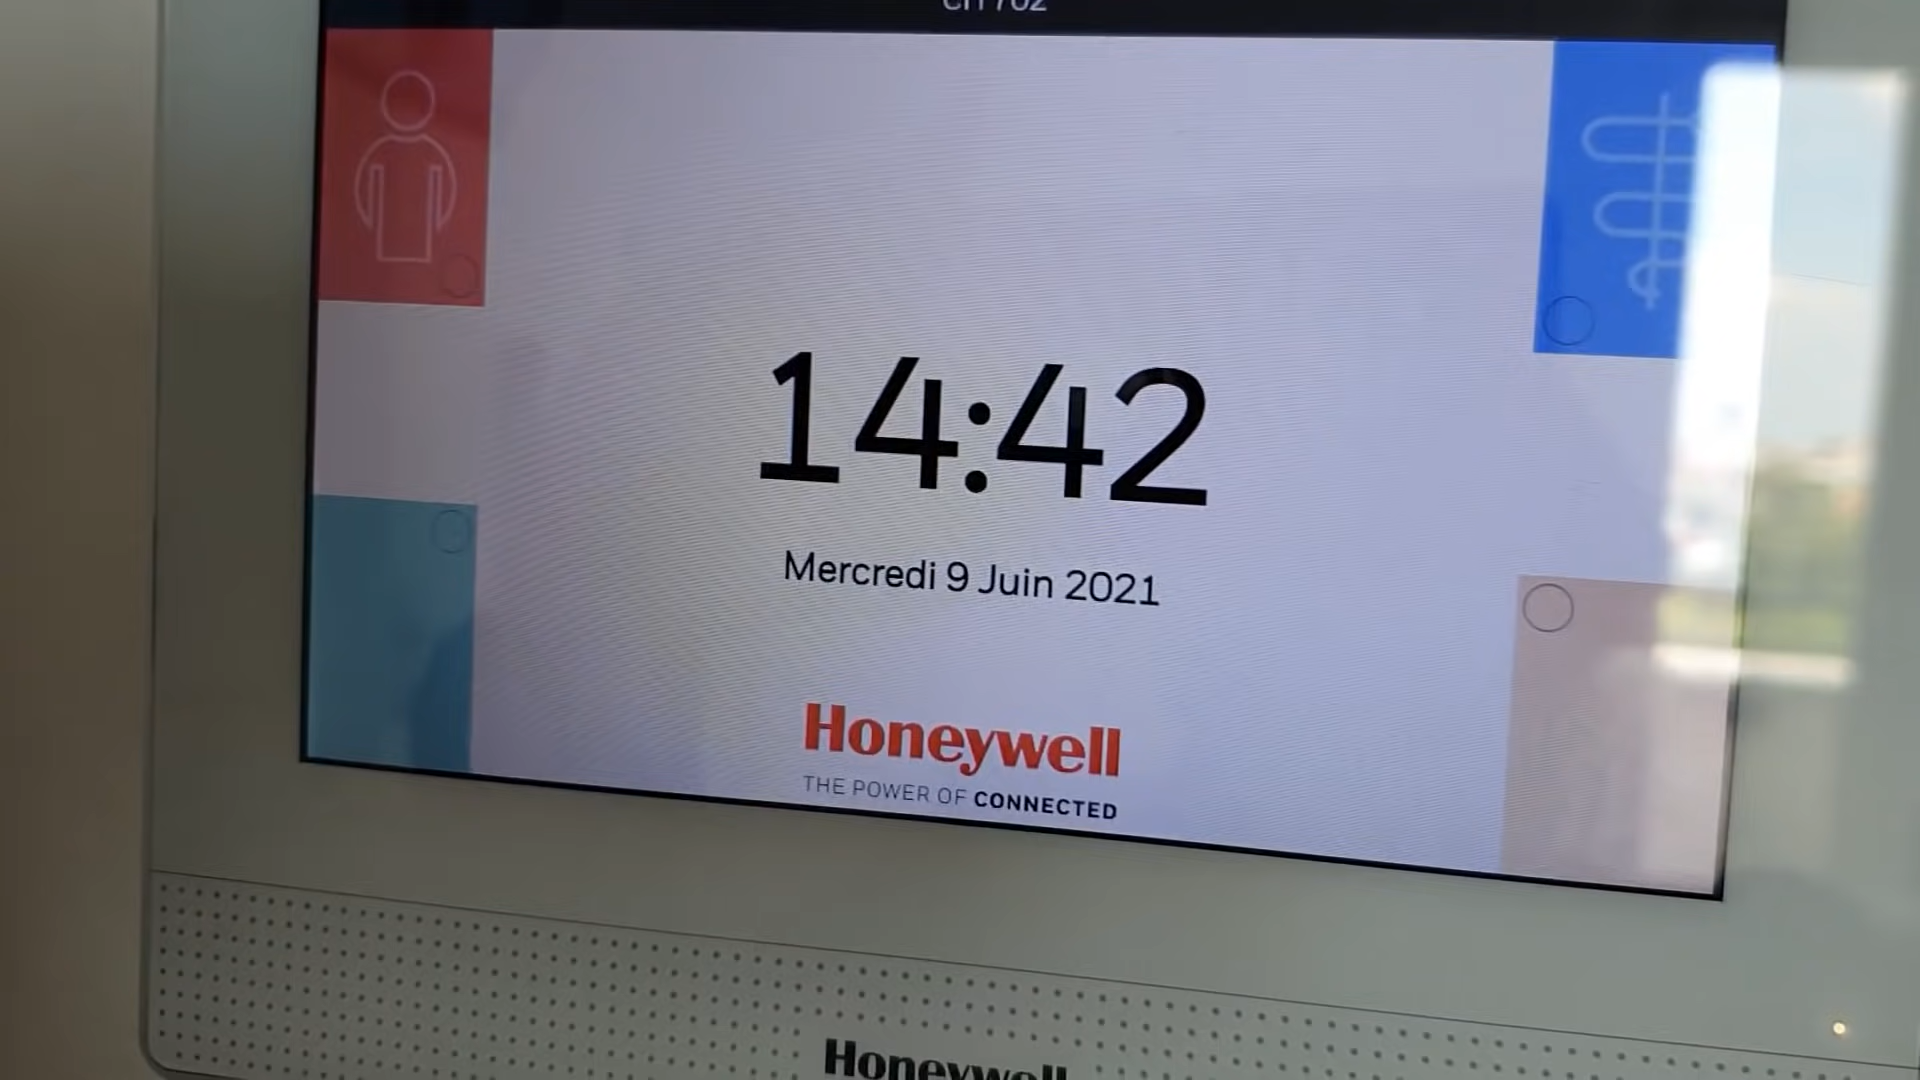 14:42
Mercredi 9 Juin 2021
Honeywell
THE POWER OF CONNECTED
Honeywell